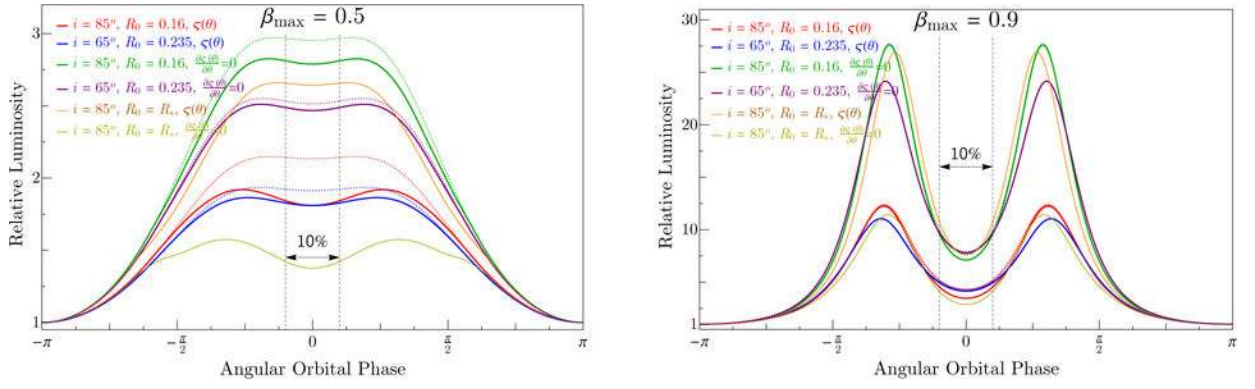 β_max = 0.5
i = 85°, R_0 = 0.16, ς(θ)
i = 65°, R_0 = 0.235, ς(θ)
i = 85°, R_0 = 0.16, ∂ς(θ)/∂θ=0
i = 65°, R_0 = 0.235, ∂ς(θ)/∂θ=0
i = 85°, R_0 = R_*, ς(θ)
i = 85°, R_0 = R_*, ∂ς(θ)/∂θ=0
10%
Relative Luminosity
3
2
1
−π
−π/2
0
π/2
π
Angular Orbital Phase
β_max = 0.9
i = 85°, R_0 = 0.16, ς(θ)
i = 65°, R_0 = 0.235, ς(θ)
i = 85°, R_0 = 0.16, ∂ς(θ)/∂θ=0
i = 65°, R_0 = 0.235, ∂ς(θ)/∂θ=0
i = 85°, R_0 = R_*, ς(θ)
i = 85°, R_0 = R_*, ∂ς(θ)/∂θ=0
10%
Relative Luminosity
30
25
20
15
10
5
1
−π
−π/2
0
π/2
π
Angular Orbital Phase